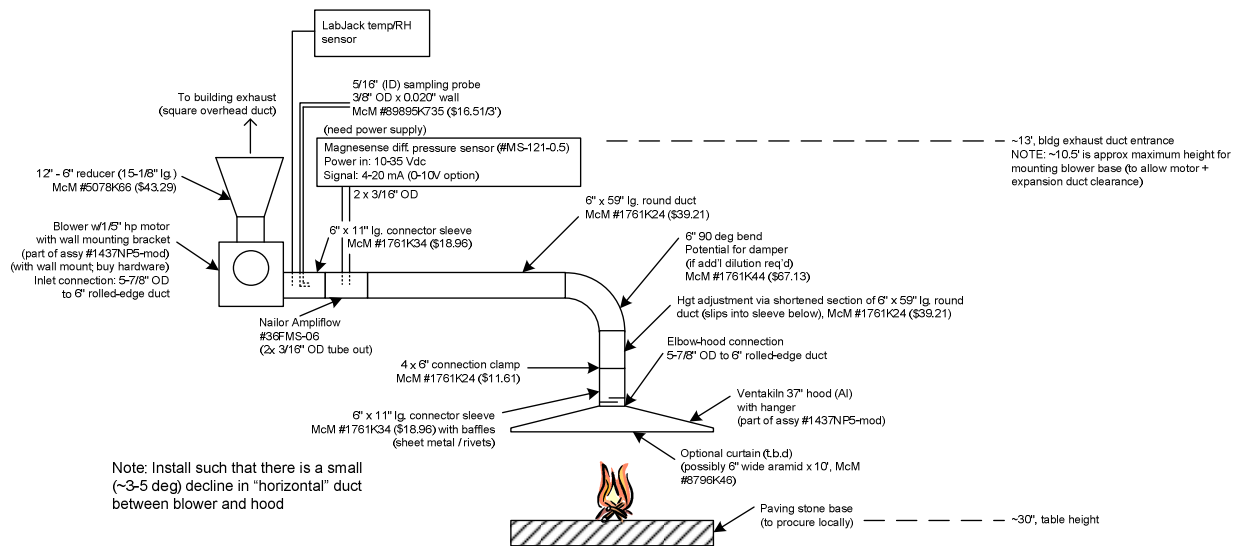 LabJack temp/RH
sensor
5/16" (ID) sampling probe
3/8" OD x 0.020" wall
McM #89895K735 ($16.51/3')
To building exhaust
(square overhead duct)
(need power supply)
Magnesense diff. pressure sensor (#MS-121-0.5)
Power in: 10-35 Vdc
Signal: 4-20 mA (0-10V option)
~13', bldg exhaust duct entrance
NOTE: ~10.5' is approx maximum height for
mounting blower base (to allow motor +
expansion duct clearance)
12" - 6" reducer (15-1/8" lg.)
McM #5078K66 ($43.29)
2 x 3/16" OD
6" x 59" lg. round duct
McM #1761K24 ($39.21)
Blower w/1/5" hp motor
with wall mounting bracket
(part of assy #1437NP5-mod)
(with wall mount; buy hardware)
Inlet connection: 5-7/8" OD
to 6" rolled-edge duct
6" x 11" lg. connector sleeve
McM #1761K34 ($18.96)
6" 90 deg bend
Potential for damper
(if add'l dilution req'd)
McM #1761K44 ($67.13)
Hgt adjustment via shortened section of 6" x 59" lg. round
duct (slips into sleeve below), McM #1761K24 ($39.21)
Nailor Ampliflow
#36FMS-06
(2x 3/16" OD tube out)
Elbow-hood connection
5-7/8" OD to 6" rolled-edge duct
4 x 6" connection clamp
McM #1761K24 ($11.61)
Ventakiln 37" hood (Al)
with hanger
(part of assy #1437NP5-mod)
6" x 11" lg. connector sleeve
McM #1761K34 ($18.96) with baffles
(sheet metal / rivets)
Optional curtain (t.b.d)
(possibly 6" wide aramid x 10', McM
#8796K46)
Note: Install such that there is a small
(~3-5 deg) decline in “horizontal” duct
between blower and hood
Paving stone base
(to procure locally)
~30", table height